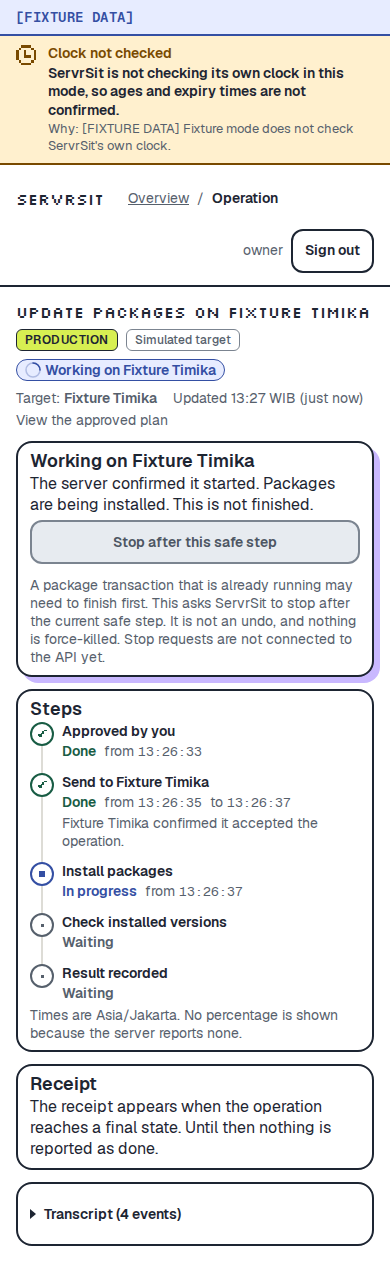 [FIXTURE DATA]
Clock not checked
ServrSit is not checking its own clock in this
mode, so ages and expiry times are not
confirmed.
Why: [FIXTURE DATA] Fixture mode does not check
ServrSit's own clock.
SERVRSIT Overview / Operation
owner Sign out
UPDATE PACKAGES ON FIXTURE TIMIKA
PRODUCTION Simulated target
Working on Fixture Timika
Target: Fixture Timika Updated 13:27 WIB (just now)
View the approved plan
Working on Fixture Timika
The server confirmed it started. Packages
are being installed. This is not finished.
Stop after this safe step
A package transaction that is already running may
need to finish first. This asks ServrSit to stop after
the current safe step. It is not an undo, and nothing
is force-killed. Stop requests are not connected to
the API yet.
Steps
Approved by you
Done from 13:26:33
Send to Fixture Timika
Done from 13:26:35 to 13:26:37
Fixture Timika confirmed it accepted the
operation.
Install packages
In progress from 13:26:37
Check installed versions
Waiting
Result recorded
Waiting
Times are Asia/Jakarta. No percentage is shown
because the server reports none.
Receipt
The receipt appears when the operation
reaches a final state. Until then nothing is
reported as done.
Transcript (4 events)